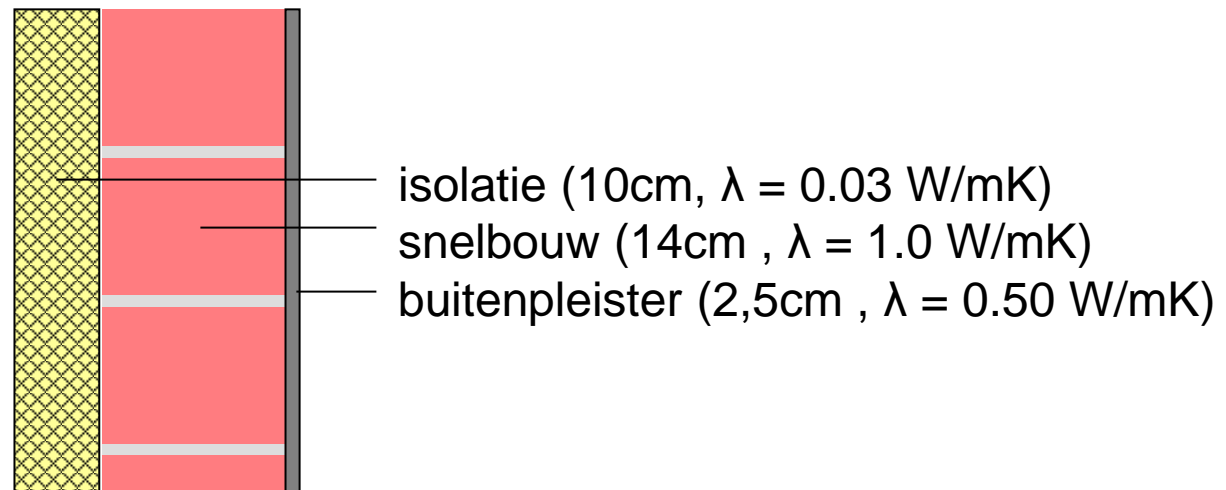 isolatie (10cm, λ = 0.03 W/mK)
snelbouw (14cm , λ = 1.0 W/mK)
buitenpleister (2,5cm , λ = 0.50 W/mK)